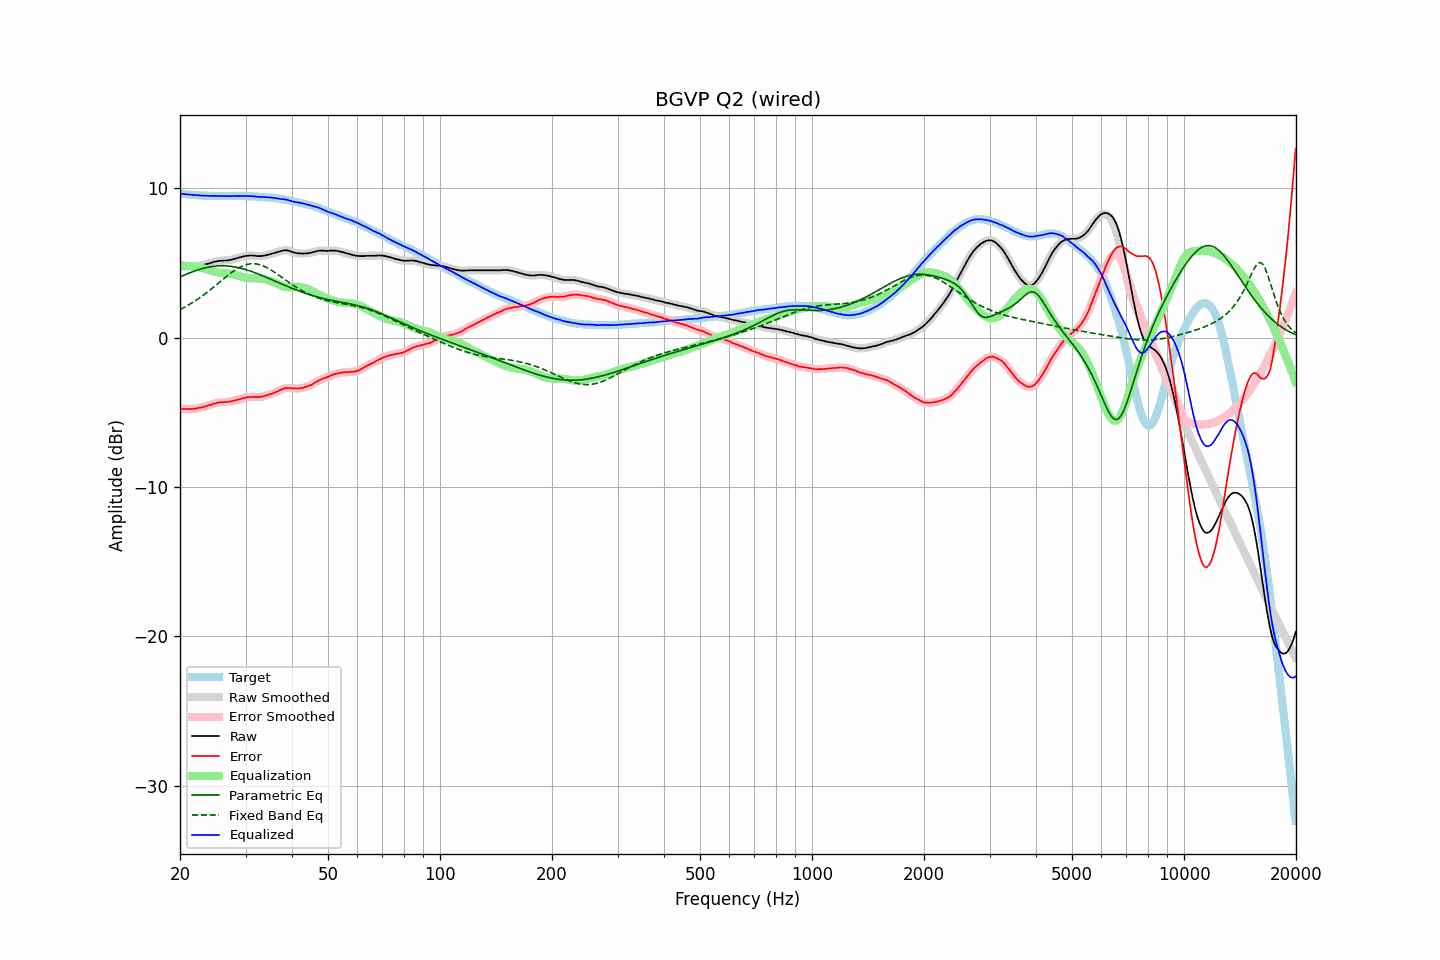 BGVP Q2 (wired)
10
0
−10
−20
−30
Amplitude (dBr)
Target
Raw Smoothed
Error Smoothed
Raw
Error
Equalization
Parametric Eq
Fixed Band Eq
Equalized
20 50 100 200 500 1000 2000 5000 10000 20000
Frequency (Hz)